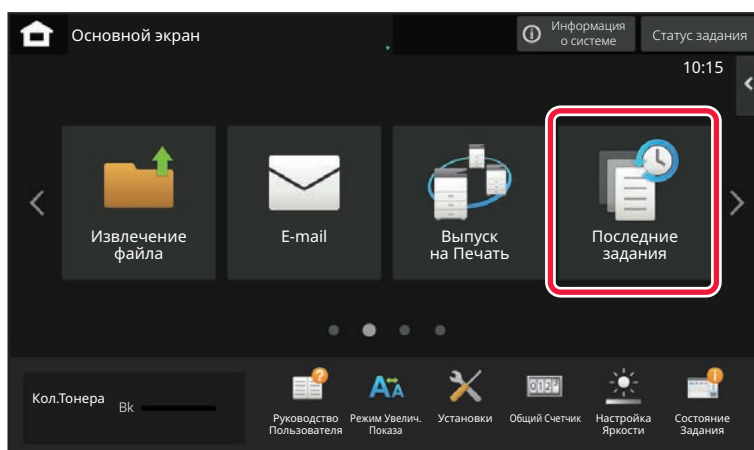 Основной экран
Информация
о системе
Статус задания
10:15
Извлечение
файла
E-mail
Выпуск
на Печать
Последние
задания
Кол.Тонера
Bk
0123
Руководство
Пользователя
A A
Режим Увелич.
Показа
Установки
Общий Счетчик
Настройка
Яркости
Состояние
Задания